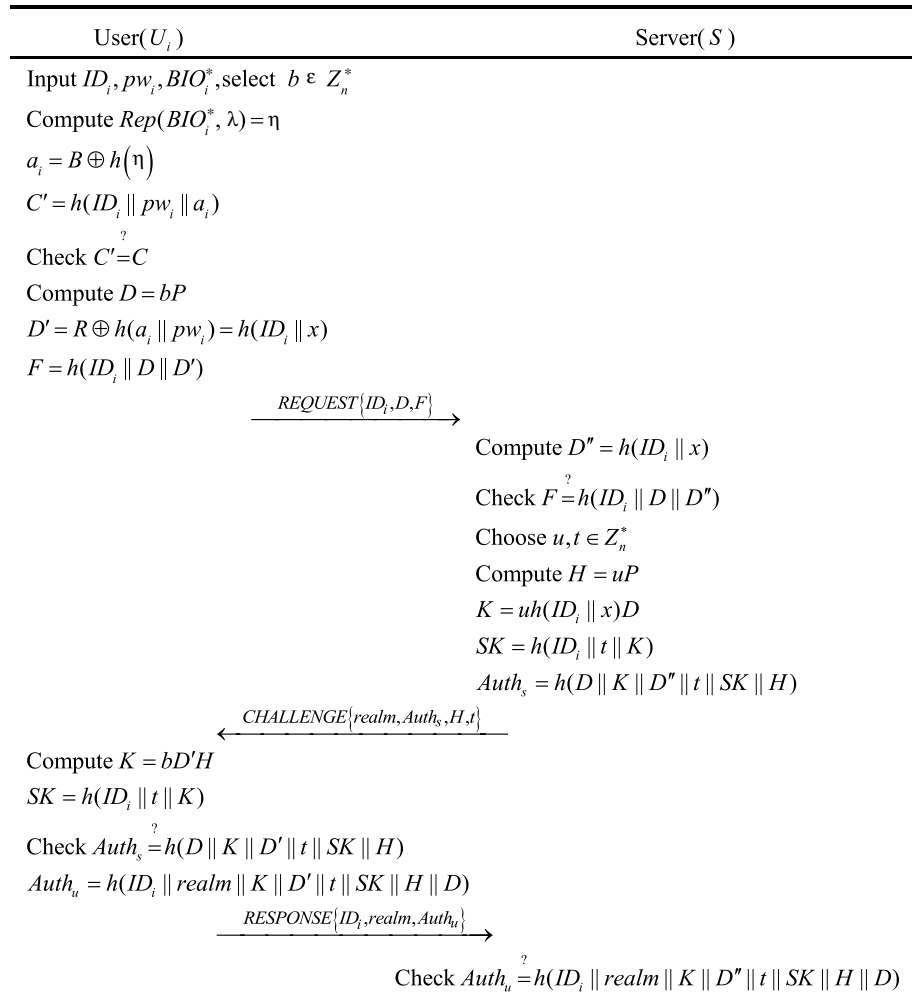 User(U_i) Server(S)
Input ID_i, pw_i, BIO_i^*, select b ε Z_n^*
Compute Rep(BIO_i^*, λ) = η
a_i = B ⊕ h(η)
C′ = h(ID_i || pw_i || a_i)
Check C′ ?= C
Compute D = bP
D′ = R ⊕ h(a_i || pw_i) = h(ID_i || x)
F = h(ID_i || D || D′)
REQUEST{ID_i, D, F}
Compute D″ = h(ID_i || x)
Check F ?= h(ID_i || D || D″)
Choose u, t ∈ Z_n^*
Compute H = uP
K = uh(ID_i || x)D
SK = h(ID_i || t || K)
Auth_s = h(D || K || D″ || t || SK || H)
CHALLENGE{realm, Auth_s, H, t}
Compute K = bD′H
SK = h(ID_i || t || K)
Check Auth_s ?= h(D || K || D′ || t || SK || H)
Auth_u = h(ID_i || realm || K || D′ || t || SK || H || D)
RESPONSE{ID_i, realm, Auth_u}
Check Auth_u ?= h(ID_i || realm || K || D″ || t || SK || H || D)